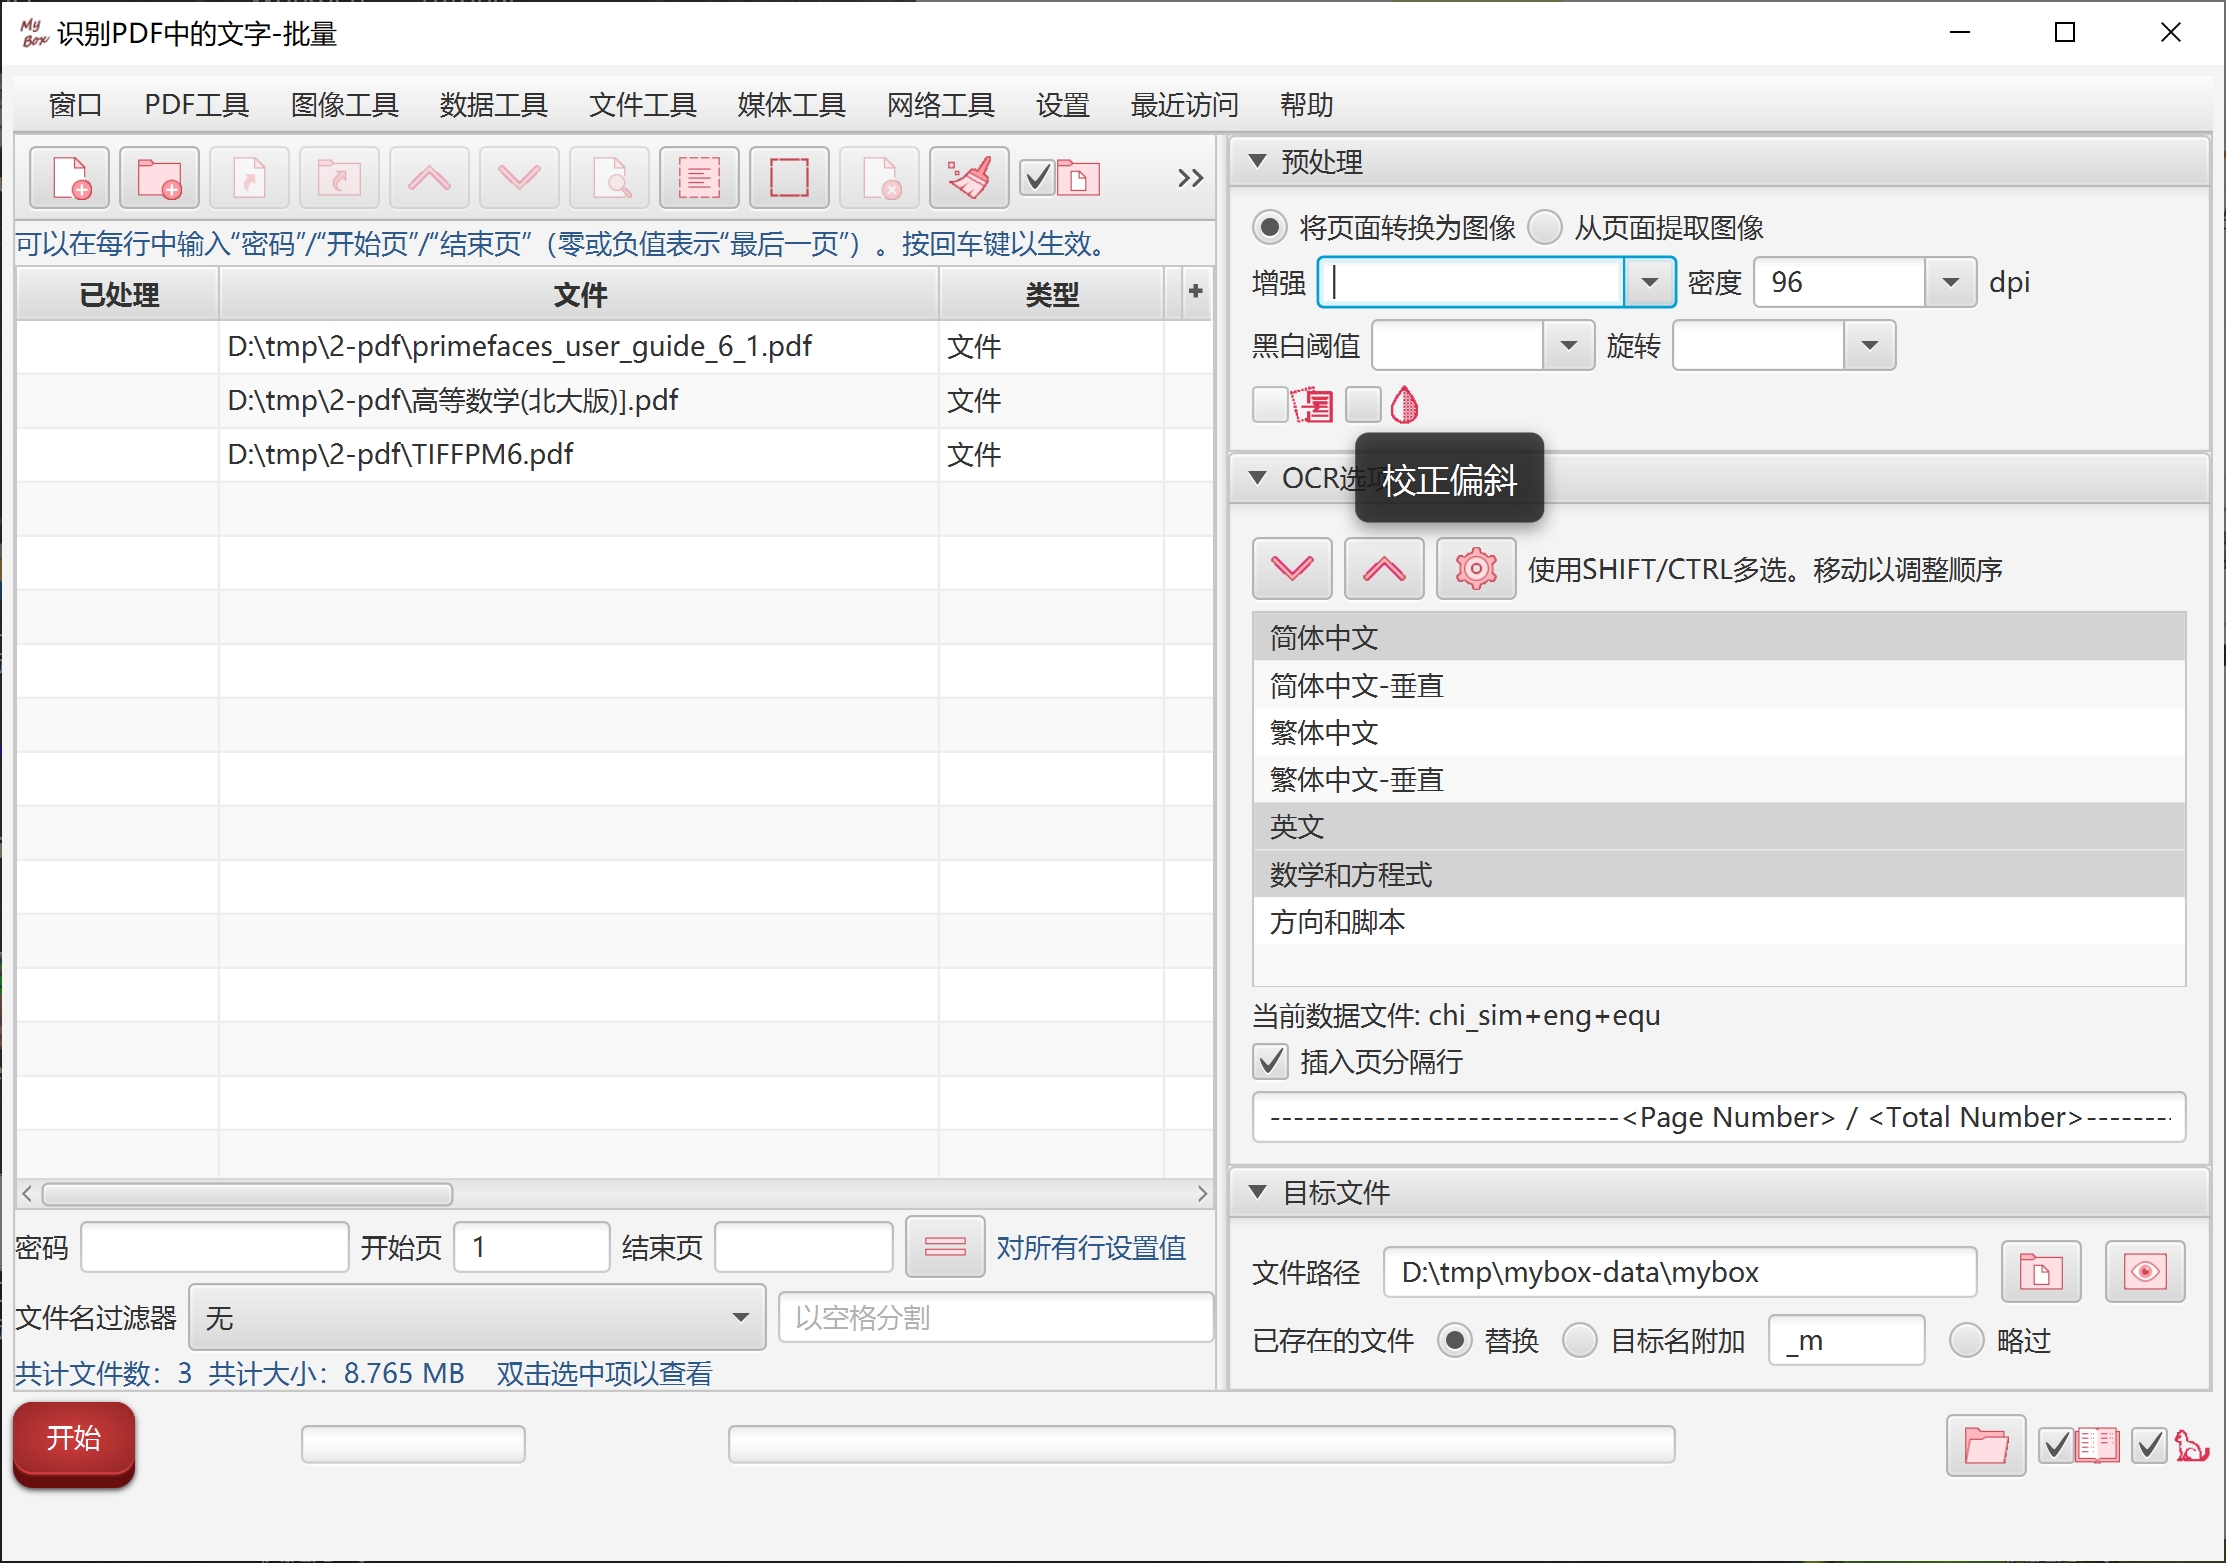 My Box 识别PDF中的文字-批量
窗口 PDF工具 图像工具 数据工具 文件工具 媒体工具 网络工具 设置 最近访问 帮助
可以在每行中输入“密码”/“开始页”/“结束页”（零或负值表示“最后一页”）。按回车键以生效。
已处理 文件 类型 +
D:\tmp\2-pdf\primefaces_user_guide_6_1.pdf 文件
D:\tmp\2-pdf\高等数学(北大版)].pdf 文件
D:\tmp\2-pdf\TIFFPM6.pdf 文件
密码 开始页 1 结束页 对所有行设置值
文件名过滤器 无 以空格分割
共计文件数：3 共计大小：8.765 MB 双击选中项以查看
开始
预处理
将页面转换为图像 从页面提取图像
增强 密度 96 dpi
黑白阈值 旋转
OCR选
校正偏斜
使用SHIFT/CTRL多选。移动以调整顺序
简体中文
简体中文-垂直
繁体中文
繁体中文-垂直
英文
数学和方程式
方向和脚本
当前数据文件: chi_sim+eng+equ
插入页分隔行
------------------------------<Page Number> / <Total Number>--------
目标文件
文件路径 D:\tmp\mybox-data\mybox
已存在的文件 替换 目标名附加 _m 略过